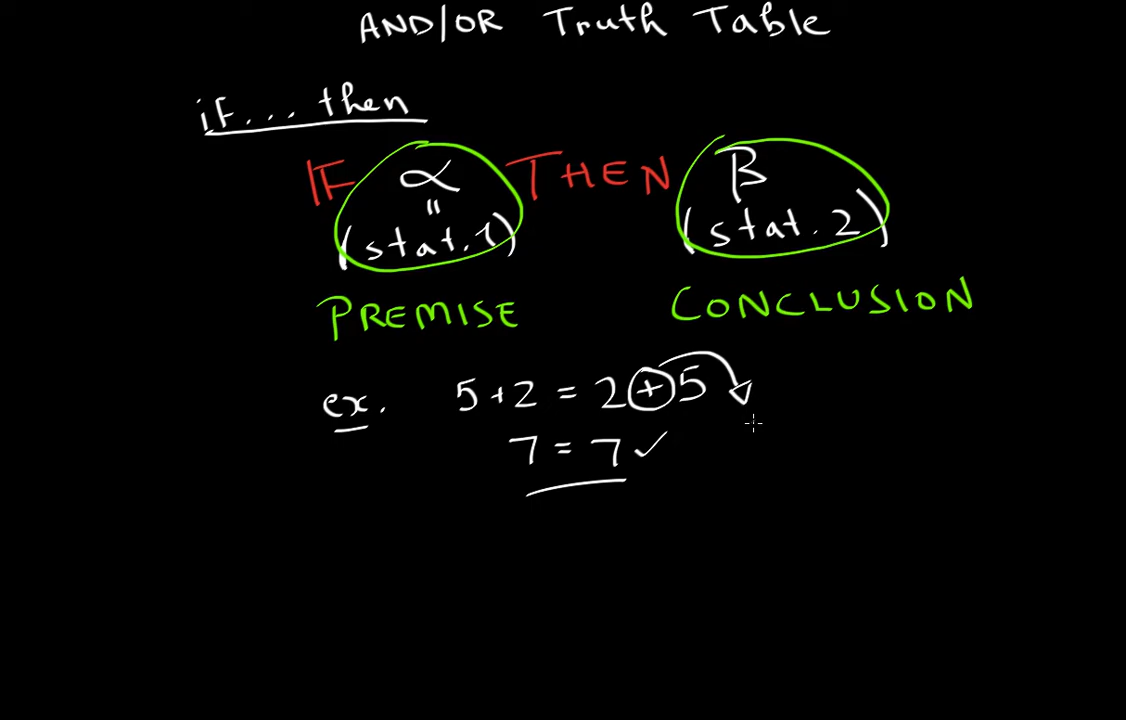 AND/OR Truth Table
if... then
IF α THEN β
=
(stat. 1) (stat. 2)
PREMISE CONCLUSION
ex. 5+2 = 2+5
7 = 7 ✓